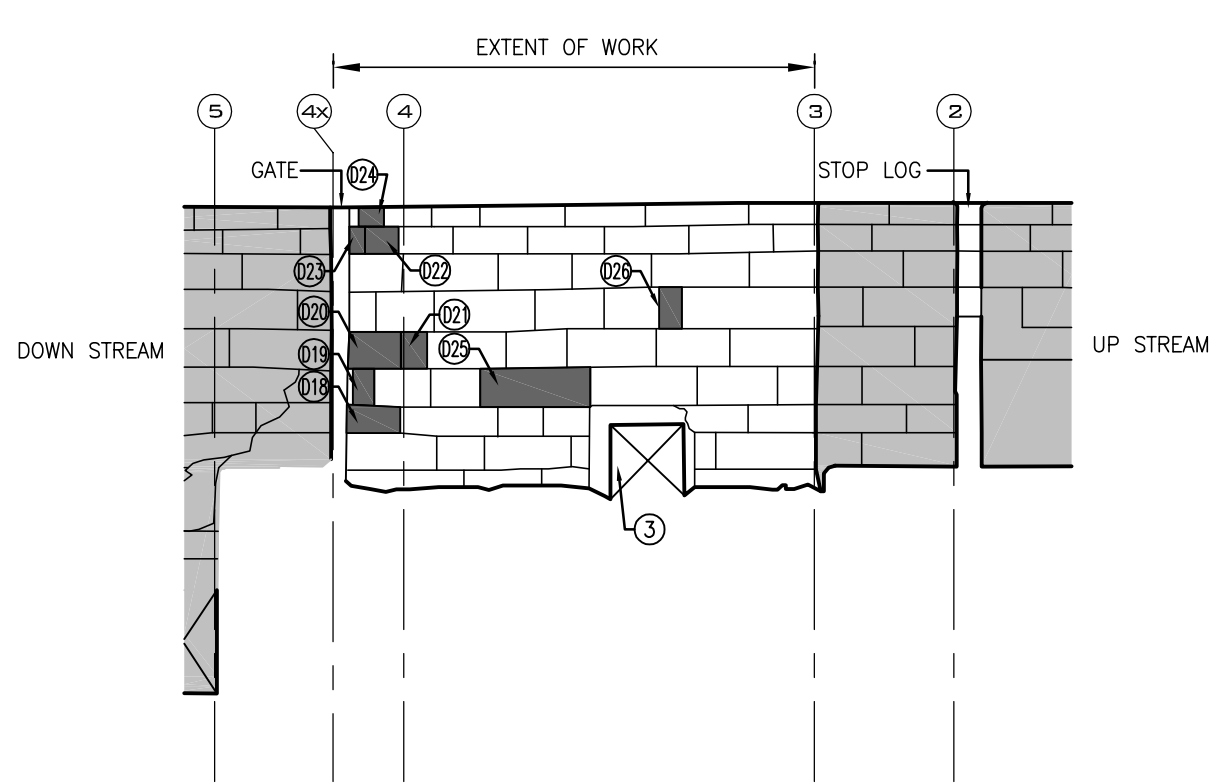 EXTENT OF WORK
5
4x
4
3
2
GATE
D24
STOP LOG
D23
D22
D26
D20
D21
DOWN STREAM
D19
D25
UP STREAM
D18
3